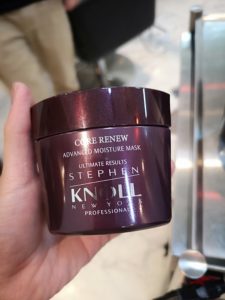 CORE RENEW
ADVANCED MOISTURE MASK
ULTIMATE RESULTS
STEPHEN
KNOLL
NEW YORK
PROFESSIONAL